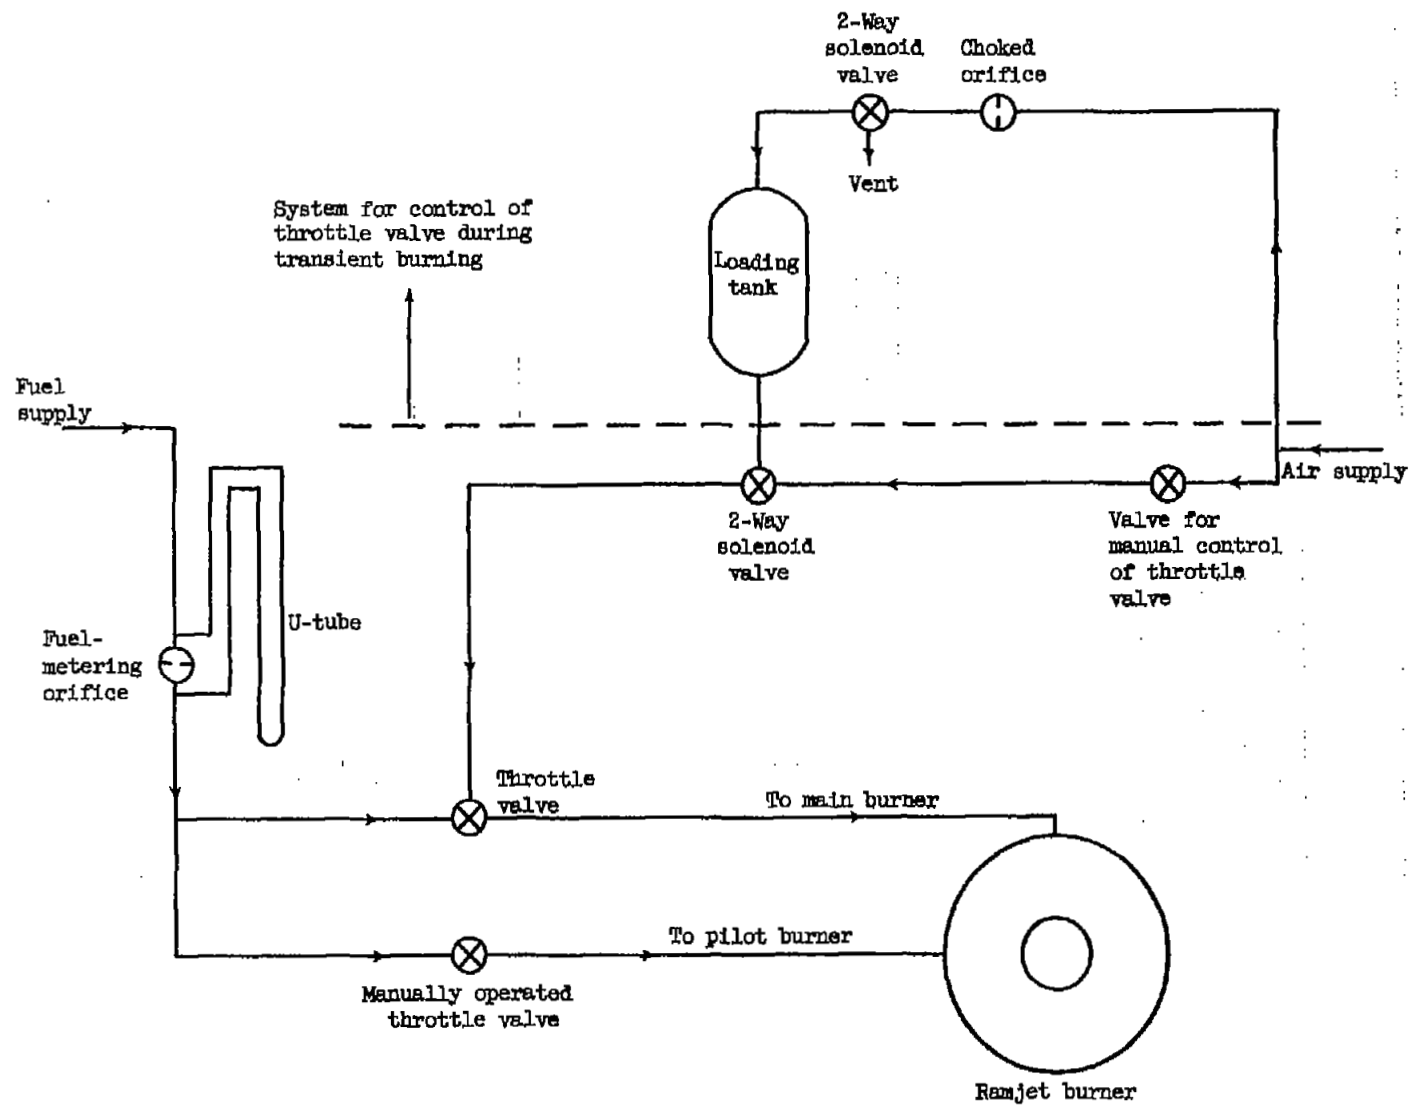 2-Way
solenoid
valve
Choked
orifice
Vent
System for control of
throttle valve during
transient burning
Loading
tank
Fuel
supply
Air supply
2-Way
solenoid
valve
Valve for
manual control
of throttle
valve
U-tube
Fuel-
metering
orifice
Throttle
valve
To main burner
To pilot burner
Manually operated
throttle valve
Ramjet burner